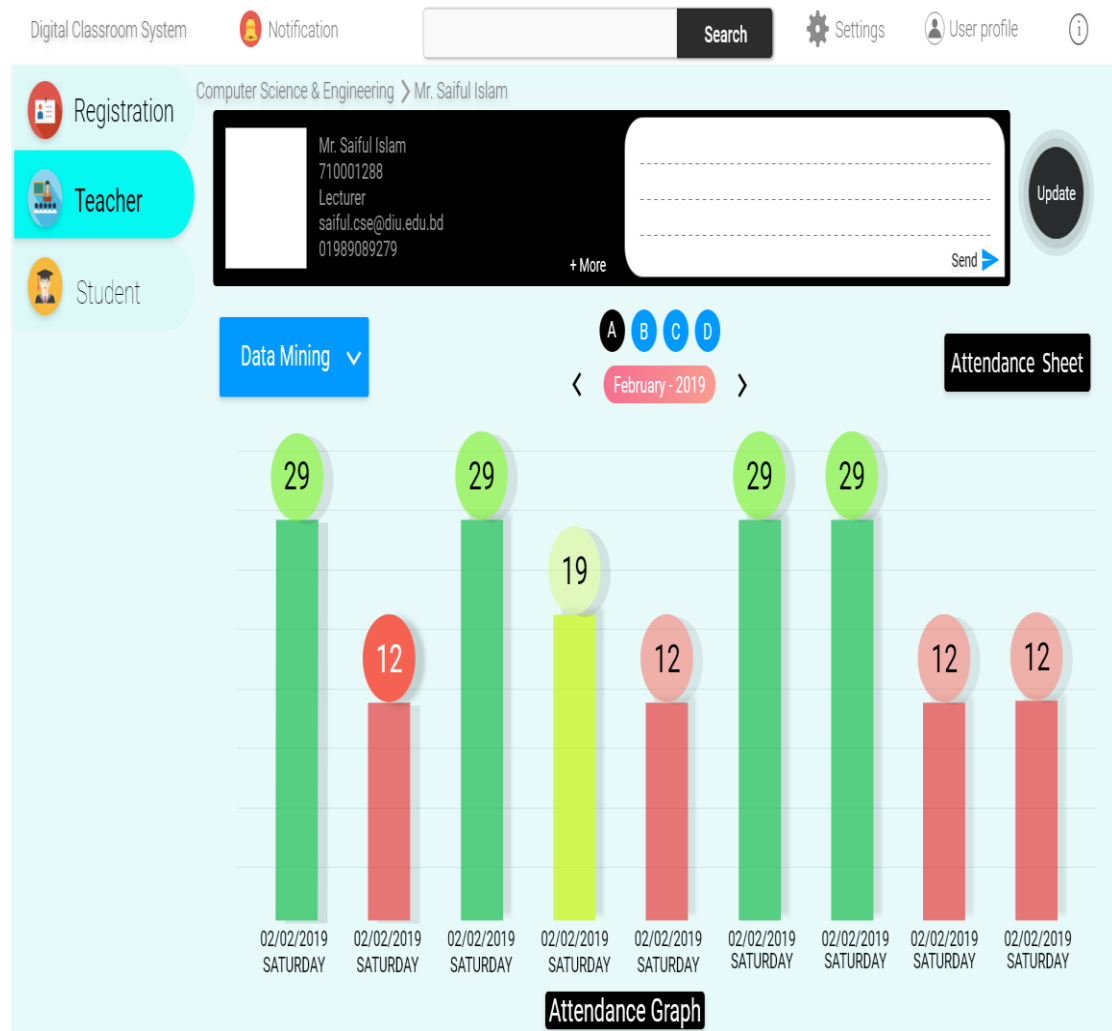 Digital Classroom System
Notification
Search
Settings
User profile
i
Registration
Teacher
Student
Computer Science & Engineering ❯ Mr. Saiful Islam
Mr. Saiful Islam
710001288
Lecturer
saiful.cse@diu.edu.bd
01989089279
+ More
Send
Update
Data Mining
A B C D
February - 2019
Attendance Sheet
29 12 29 19 12 29 29 12 12
02/02/2019 02/02/2019 02/02/2019 02/02/2019 02/02/2019 02/02/2019 02/02/2019 02/02/2019 02/02/2019
SATURDAY SATURDAY SATURDAY SATURDAY SATURDAY SATURDAY SATURDAY SATURDAY SATURDAY
Attendance Graph